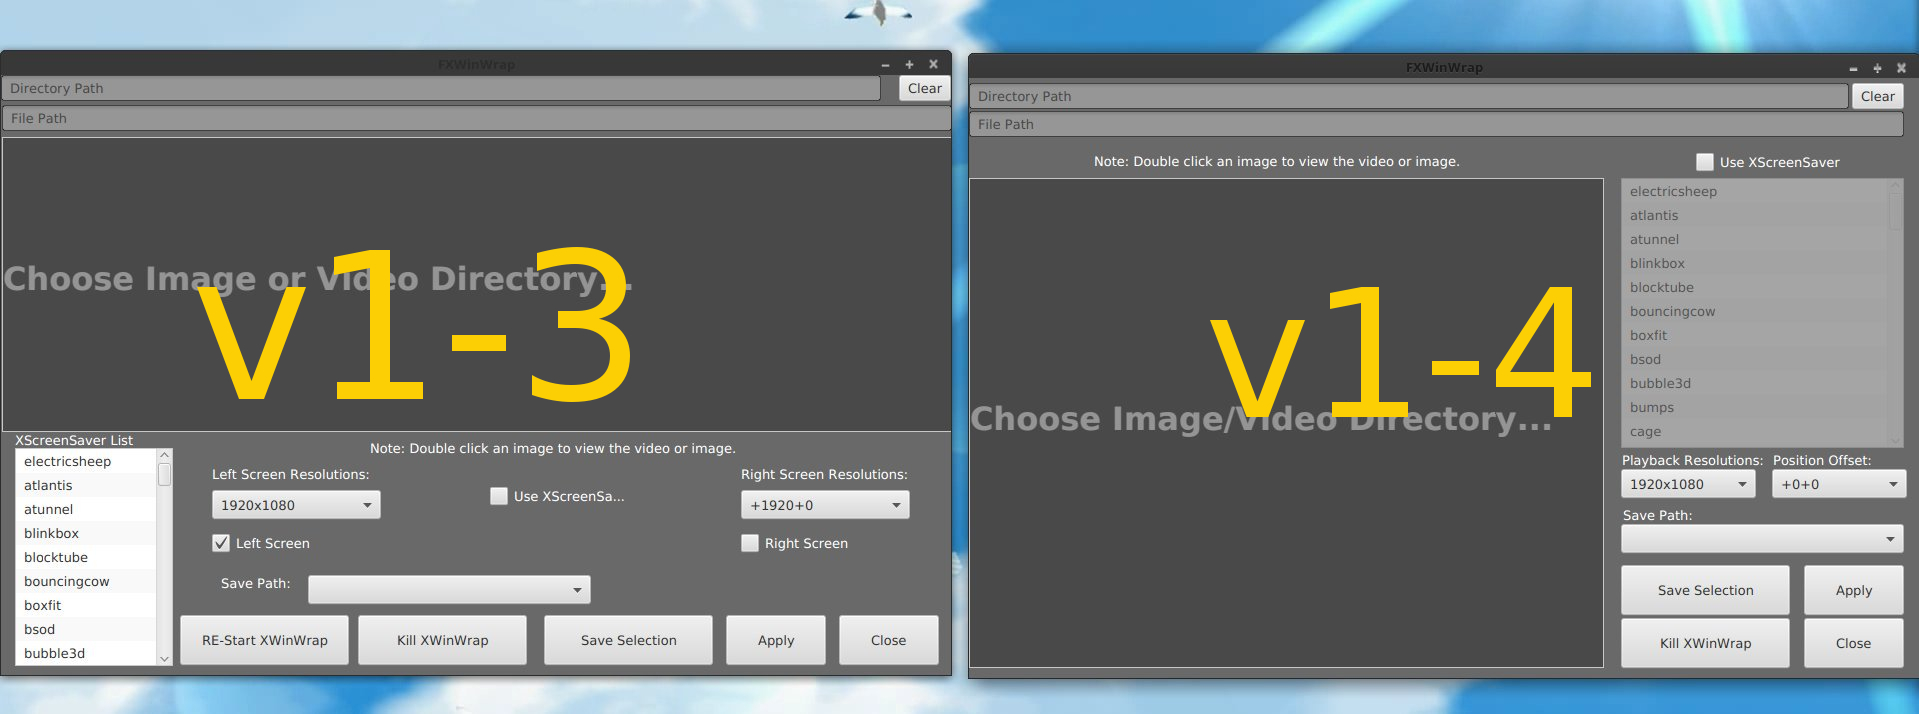 FXWinWrap
Directory Path
Clear
File Path
Choose Image or Video Directory...
v1-3
XScreenSaver List
electricsheep
atlantis
atunnel
blinkbox
blocktube
bouncingcow
boxfit
bsod
bubble3d
Note: Double click an image to view the video or image.
Left Screen Resolutions:
1920x1080
Left Screen
Use XScreenSa...
Right Screen Resolutions:
+1920+0
Right Screen
Save Path:
RE-Start XWinWrap
Kill XWinWrap
Save Selection
Apply
Close
FXWinWrap
Directory Path
Clear
File Path
Note: Double click an image to view the video or image.
Choose Image/Video Directory...
v1-4
Use XScreenSaver
electricsheep
atlantis
atunnel
blinkbox
blocktube
bouncingcow
boxfit
bsod
bubble3d
bumps
cage
Playback Resolutions:
1920x1080
Position Offset:
+0+0
Save Path:
Save Selection
Apply
Kill XWinWrap
Close